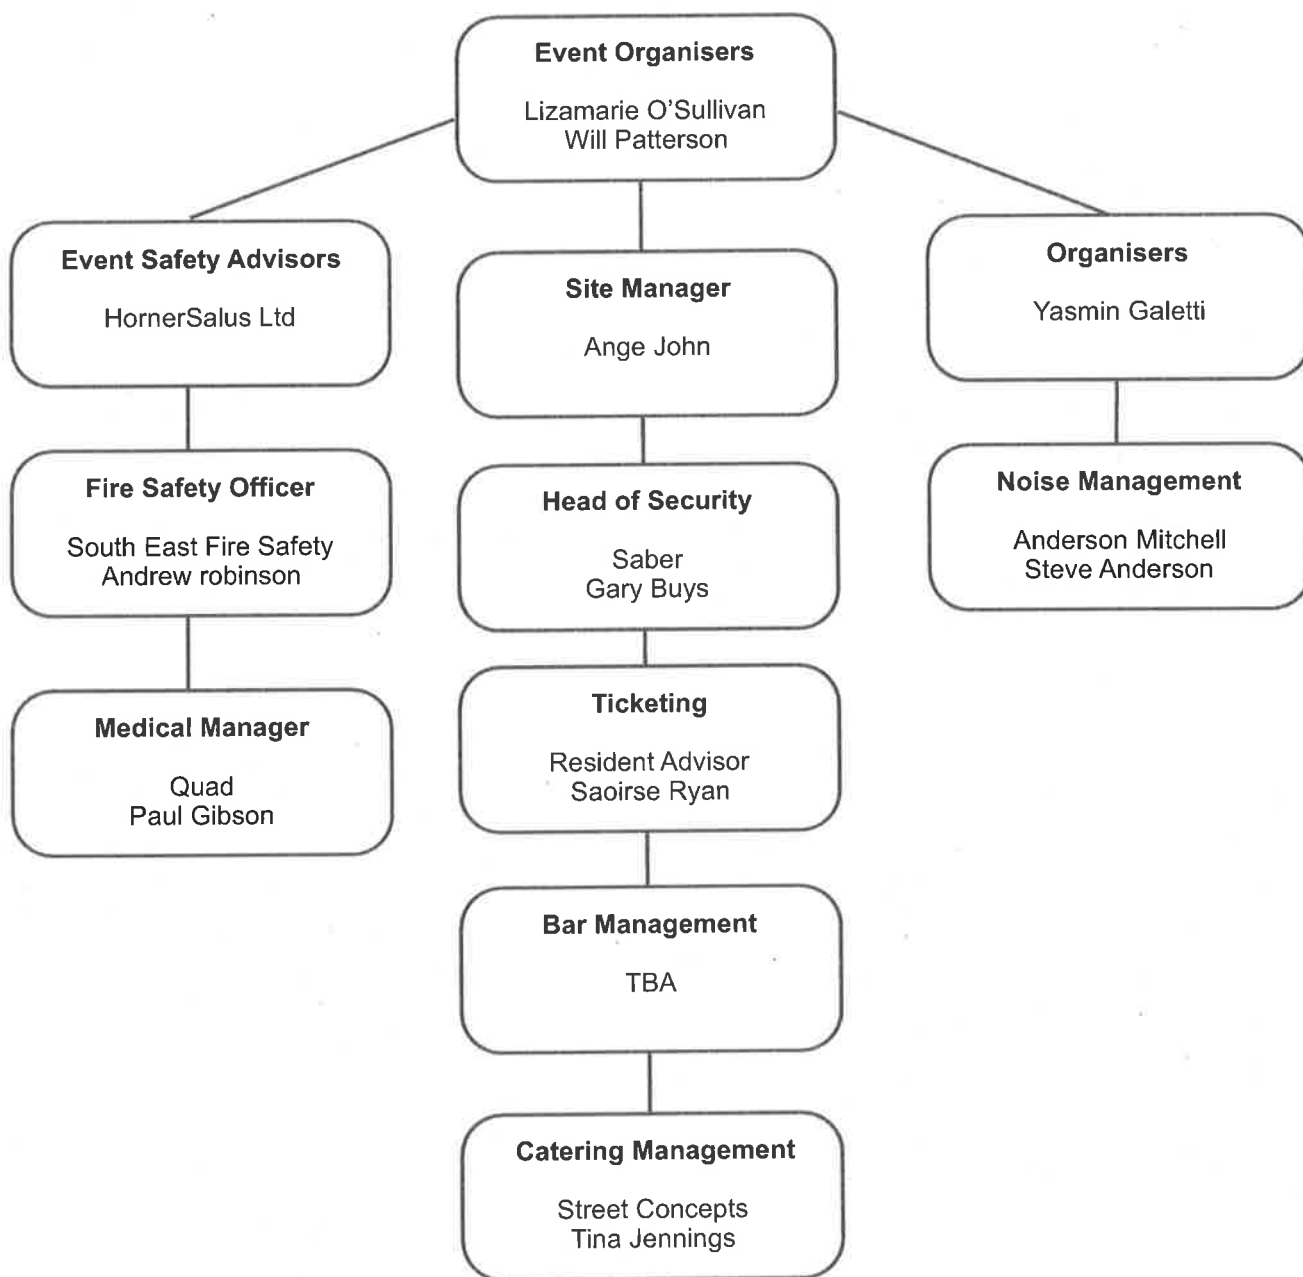 Event Organisers
Lizamarie O'Sullivan
Will Patterson
Event Safety Advisors
HornerSalus Ltd
Site Manager
Ange John
Organisers
Yasmin Galetti
Fire Safety Officer
South East Fire Safety
Andrew robinson
Head of Security
Saber
Gary Buys
Noise Management
Anderson Mitchell
Steve Anderson
Medical Manager
Quad
Paul Gibson
Ticketing
Resident Advisor
Saoirse Ryan
Bar Management
TBA
Catering Management
Street Concepts
Tina Jennings